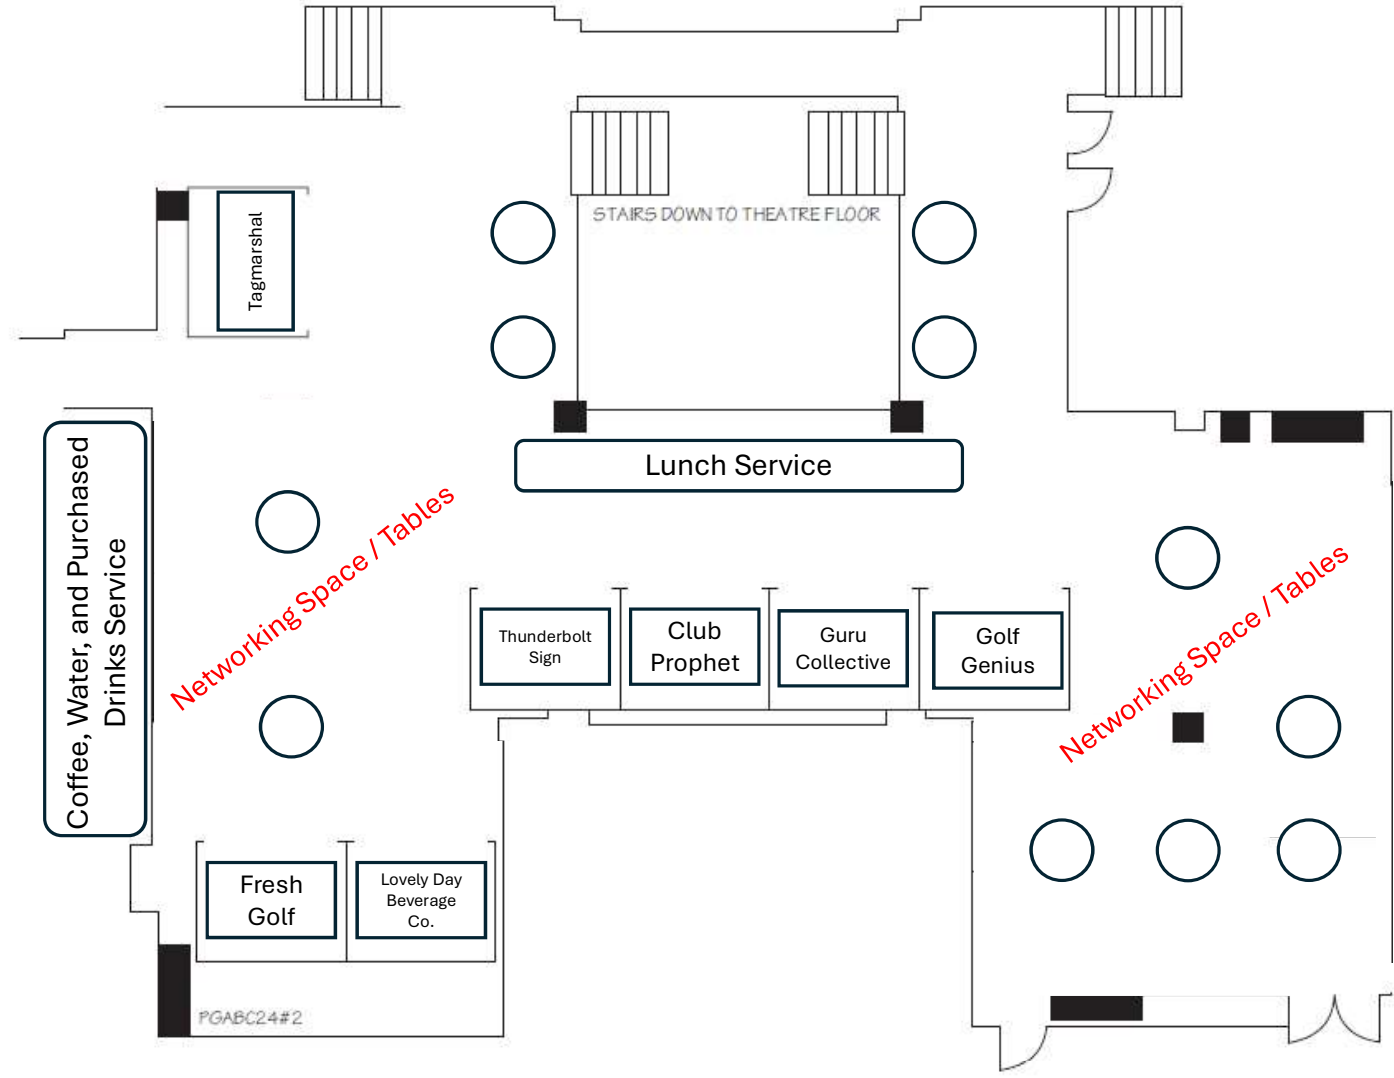 STAIRS DOWN TO THEATRE FLOOR
Tagmarshal
Lunch Service
Coffee, Water, and Purchased
Drinks Service
Networking Space / Tables
Networking Space / Tables
Thunderbolt
Sign
Club
Prophet
Guru
Collective
Golf
Genius
Fresh
Golf
Lovely Day
Beverage
Co.
PGABC24#2